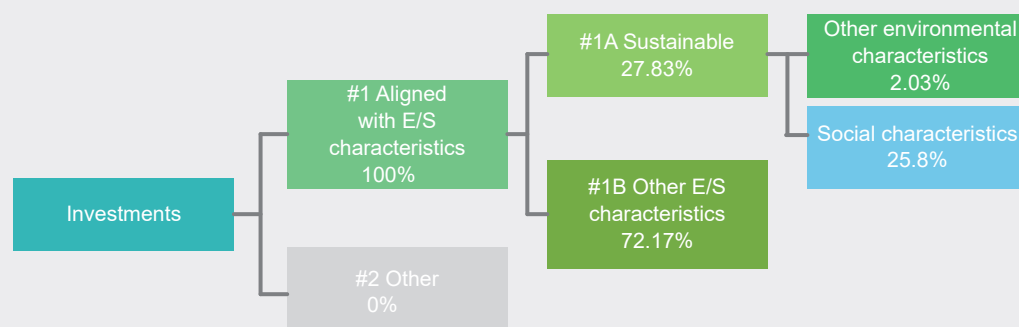 Investments
#1 Aligned
with E/S
characteristics
100%
#2 Other
0%
#1A Sustainable
27.83%
#1B Other E/S
characteristics
72.17%
Other environmental
characteristics
2.03%
Social characteristics
25.8%